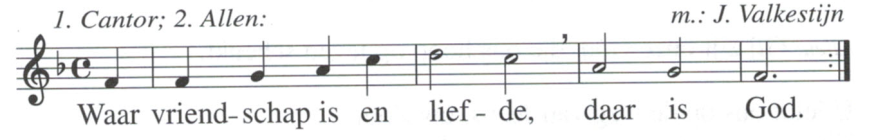 1. Cantor; 2. Allen: m.: J. Valkestijn
Waar vriend-schap is en lief-de, daar is God.